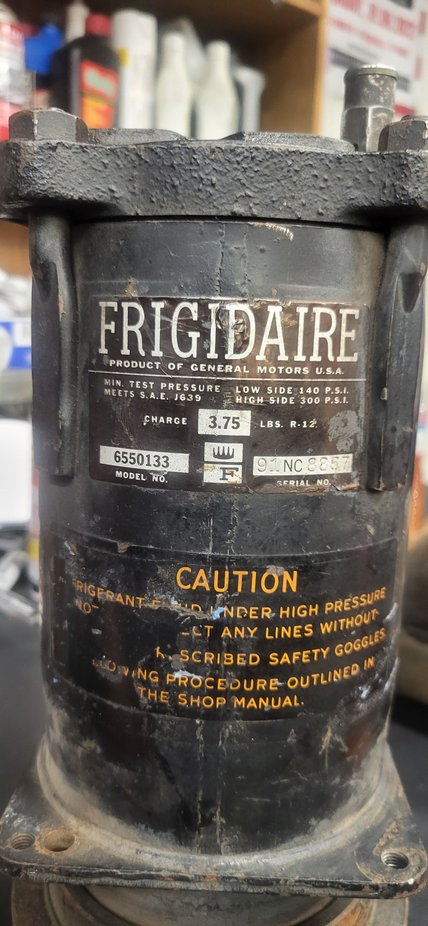 FRIGIDAIRE
PRODUCT OF GENERAL MOTORS U.S.A.
MIN. TEST PRESSURE LOW SIDE 140 P.S.I.
MEETS S.A.E. J639 HIGH SIDE 300 P.S.I.
CHARGE 3.75 LBS. R-12
6550133 F 91NC8857
MODEL NO. SERIAL NO.
CAUTION
RIGERANT UNDER HIGH PRESSURE
ANY LINES WITHOUT
SCRIBED SAFETY GOGGLES
PROCEDURE OUTLINED IN
THE SHOP MANUAL.